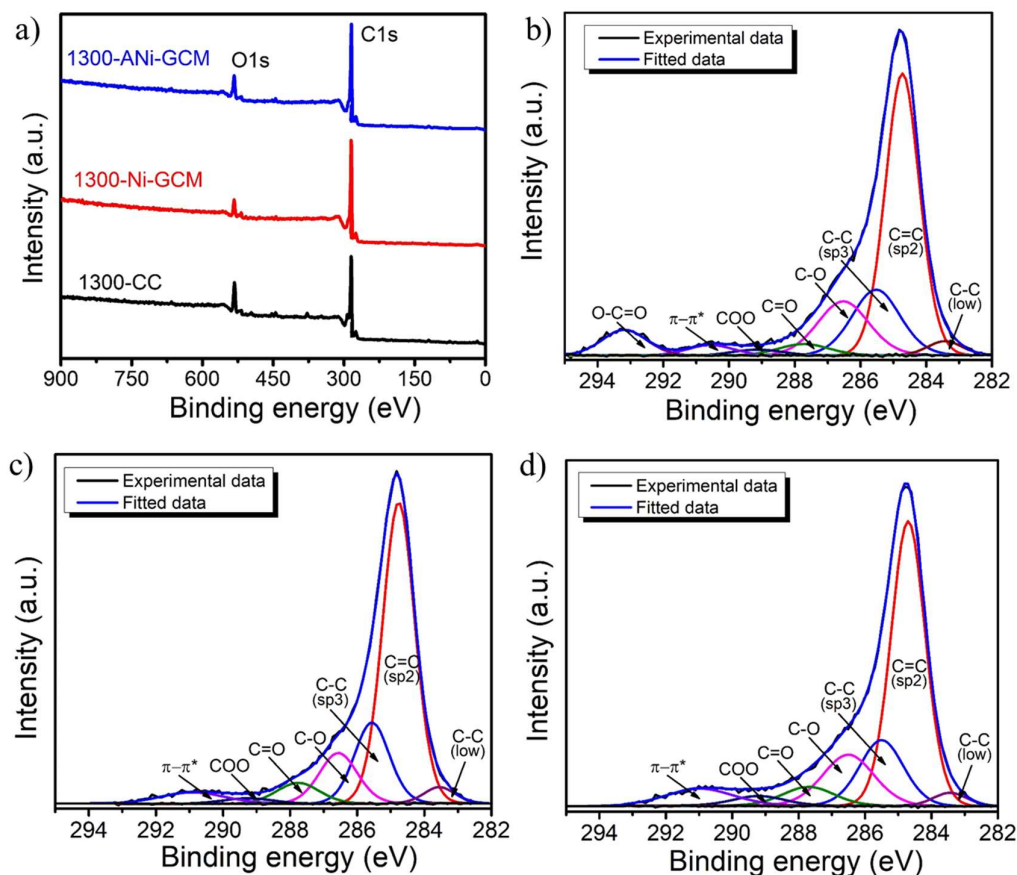 a)
Intensity (a.u.)
1300-ANi-GCM
O1s
C1s
1300-Ni-GCM
1300-CC
900 750 600 450 300 150 0
Binding energy (eV)
b)
Intensity (a.u.)
Experimental data
Fitted data
O-C=O
π–π*
COO
C=O
C-O
C-C
(sp3)
C=C
(sp2)
C-C
(low)
294 292 290 288 286 284 282
Binding energy (eV)
c)
Intensity (a.u.)
Experimental data
Fitted data
π–π*
COO
C=O
C-O
C-C
(sp3)
C=C
(sp2)
C-C
(low)
294 292 290 288 286 284 282
Binding energy (eV)
d)
Intensity (a.u.)
Experimental data
Fitted data
π–π*
COO
C=O
C-O
C-C
(sp3)
C=C
(sp2)
C-C
(low)
294 292 290 288 286 284 282
Binding energy (eV)